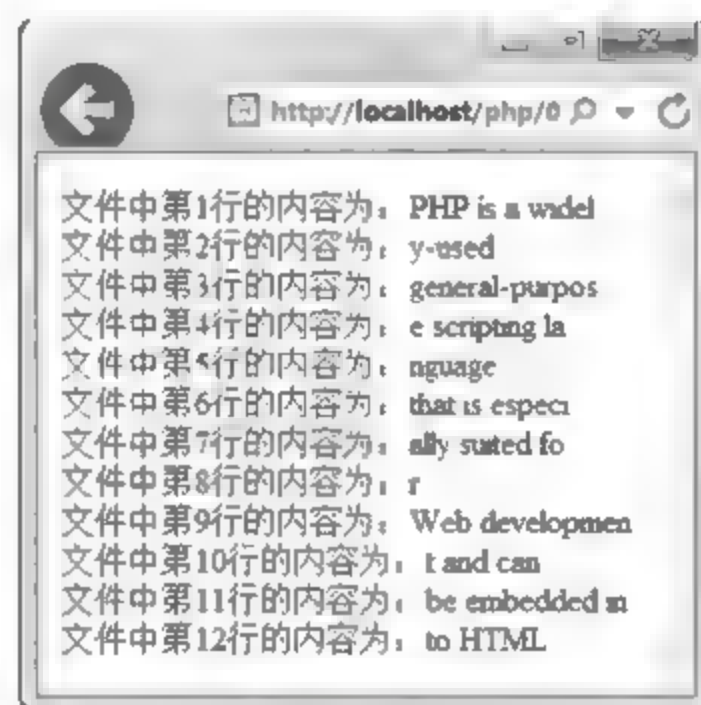 http://localhost/php/0
文件中第1行的内容为：PHP is a widel
文件中第2行的内容为：y-used
文件中第3行的内容为：general-purpos
文件中第4行的内容为：e scripting la
文件中第5行的内容为：nguage
文件中第6行的内容为：that is especi
文件中第7行的内容为：ally suited fo
文件中第8行的内容为：r
文件中第9行的内容为：Web developmen
文件中第10行的内容为：t and can
文件中第11行的内容为：be embedded in
文件中第12行的内容为：to HTML